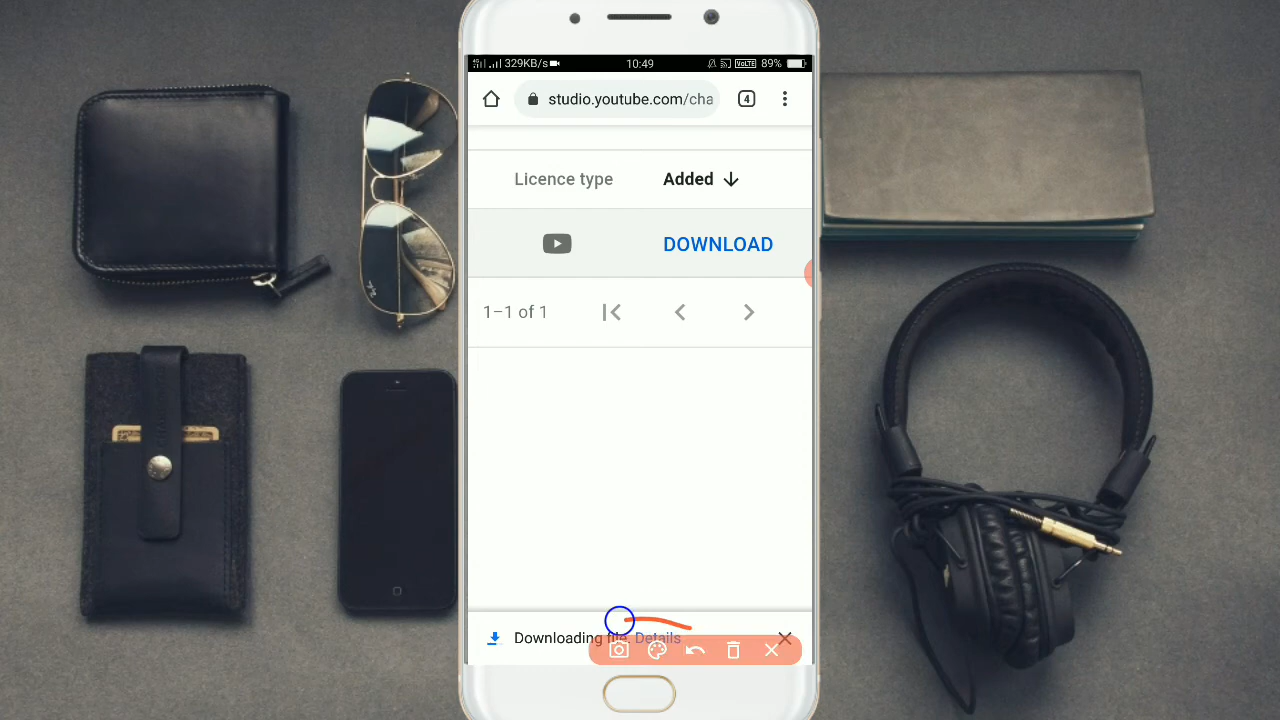 329KB/s 10:49 VoLTE 89%
studio.youtube.com/cha 4
Licence type Added
DOWNLOAD
1–1 of 1
Downloading file. Details